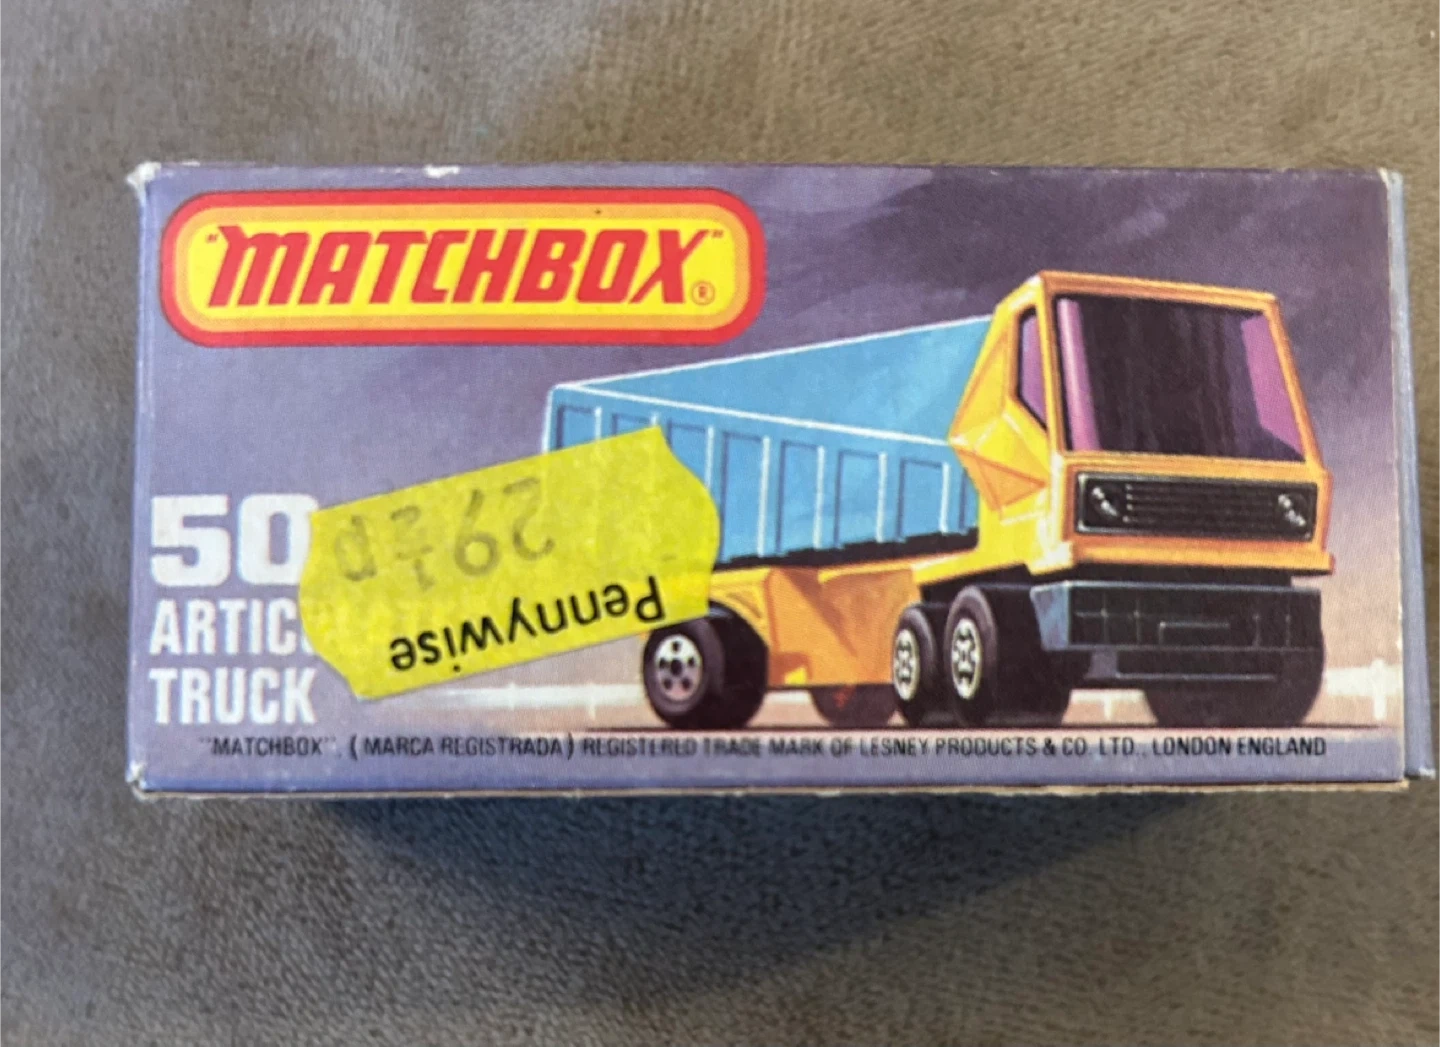 "MATCHBOX"®
50
ARTIC
TRUCK
29½p
Pennywise
"MATCHBOX", (MARCA REGISTRADA) REGISTERED TRADE MARK OF LESNEY PRODUCTS & CO. LTD., LONDON ENGLAND